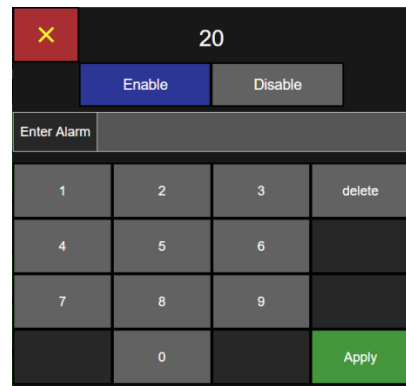 × 20
Enable Disable
Enter Alarm
1 2 3 delete
4 5 6
7 8 9
0 Apply